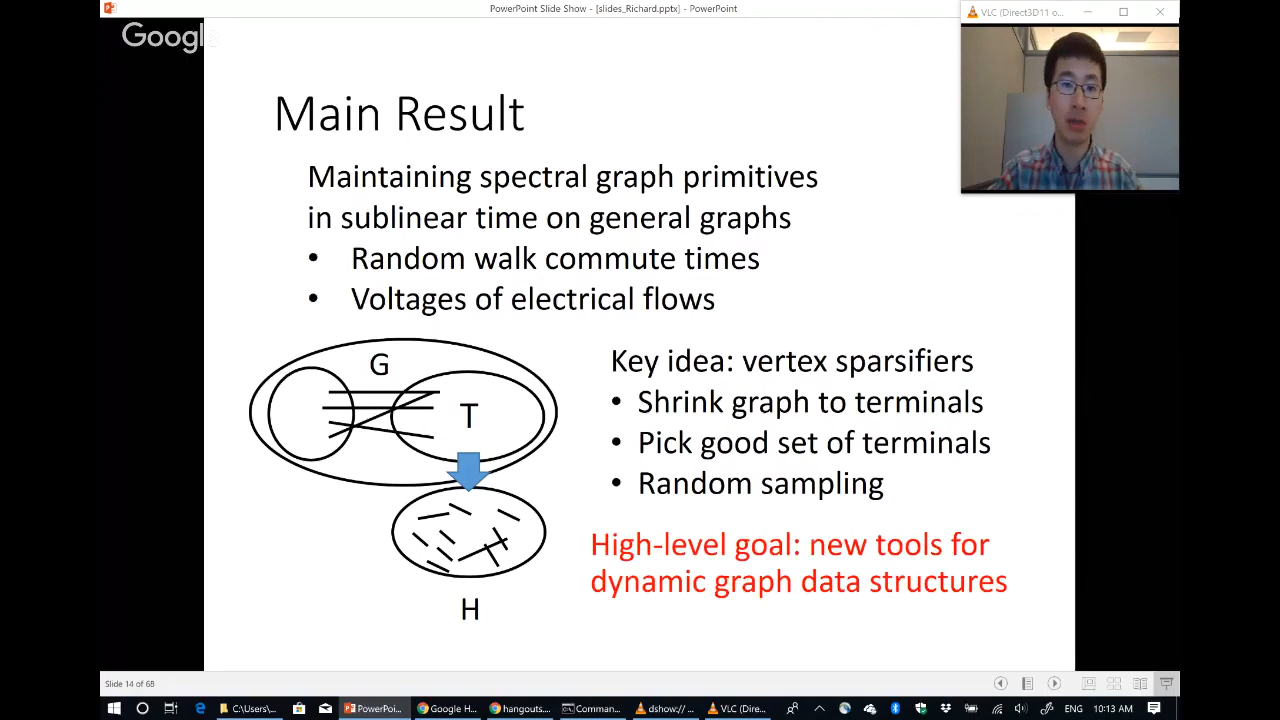 PowerPoint Slide Show - [slides_Richard.pptx] - PowerPoint
VLC (Direct3D11 o...
Google
Main Result
Maintaining spectral graph primitives
in sublinear time on general graphs
• Random walk commute times
• Voltages of electrical flows
G
T
H
Key idea: vertex sparsifiers
• Shrink graph to terminals
• Pick good set of terminals
• Random sampling
High-level goal: new tools for
dynamic graph data structures
Slide 14 of 68
C:\Users\...
PowerPoi...
Google H...
hangouts....
Comman...
dshow:// ...
VLC (Dire...
10:13 AM